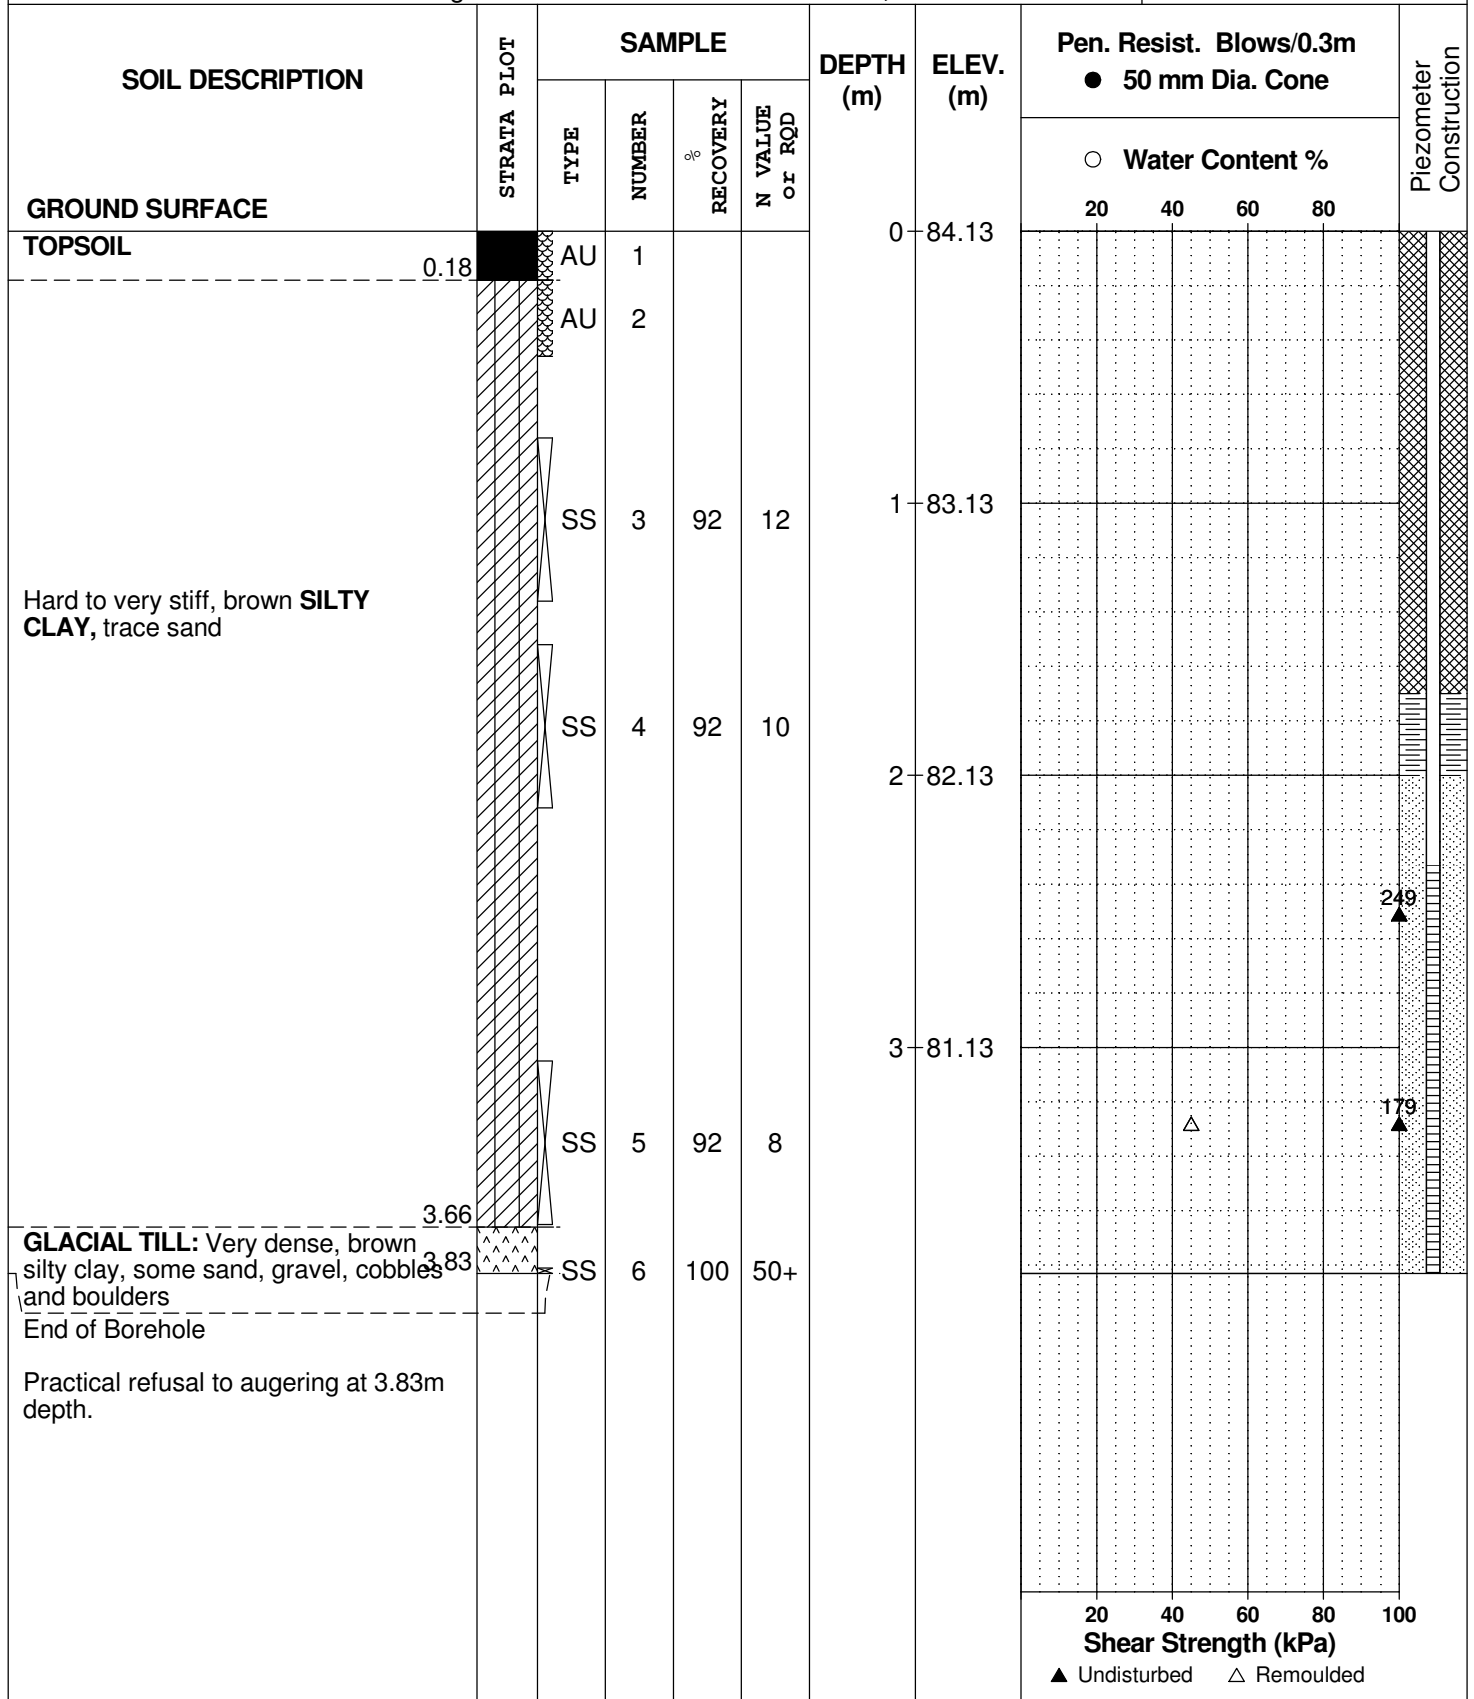 SOIL DESCRIPTION
GROUND SURFACE
STRATA PLOT
SAMPLE
TYPE
NUMBER
%
RECOVERY
N VALUE
or RQD
DEPTH
(m)
ELEV.
(m)
Pen. Resist. Blows/0.3m
● 50 mm Dia. Cone
○ Water Content %
20 40 60 80
Piezometer
Construction
TOPSOIL
0.18
AU 1
0 84.13
AU 2
SS 3 92 12
1 83.13
Hard to very stiff, brown SILTY
CLAY, trace sand
SS 4 92 10
2 82.13
249
3 81.13
179
SS 5 92 8
3.66
GLACIAL TILL: Very dense, brown
silty clay, some sand, gravel, cobbles
3.83
and boulders
SS 6 100 50+
End of Borehole
Practical refusal to augering at 3.83m
depth.
20 40 60 80 100
Shear Strength (kPa)
▲ Undisturbed △ Remoulded